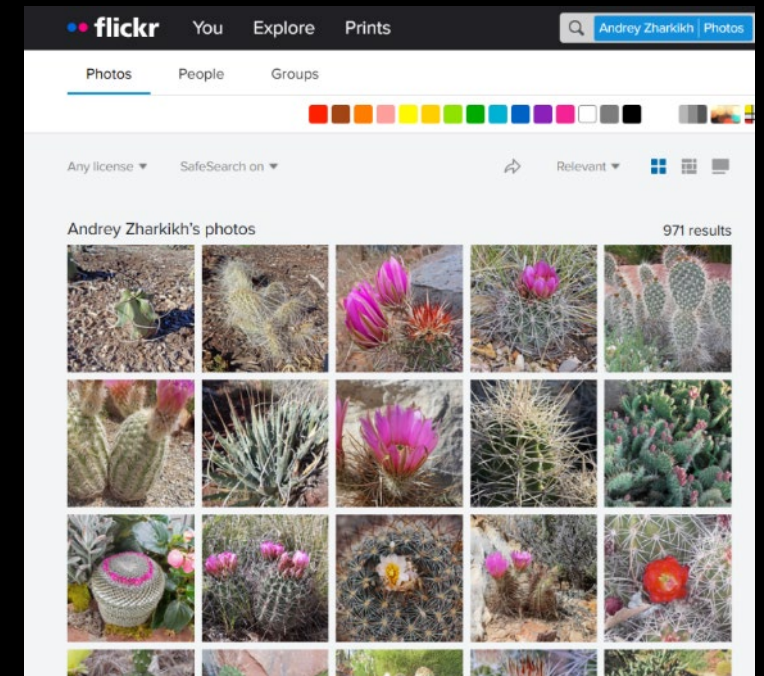 flickr You Explore Prints Andrey Zharkikh Photos
Photos People Groups
Any license SafeSearch on Relevant
Andrey Zharkikh's photos 971 results